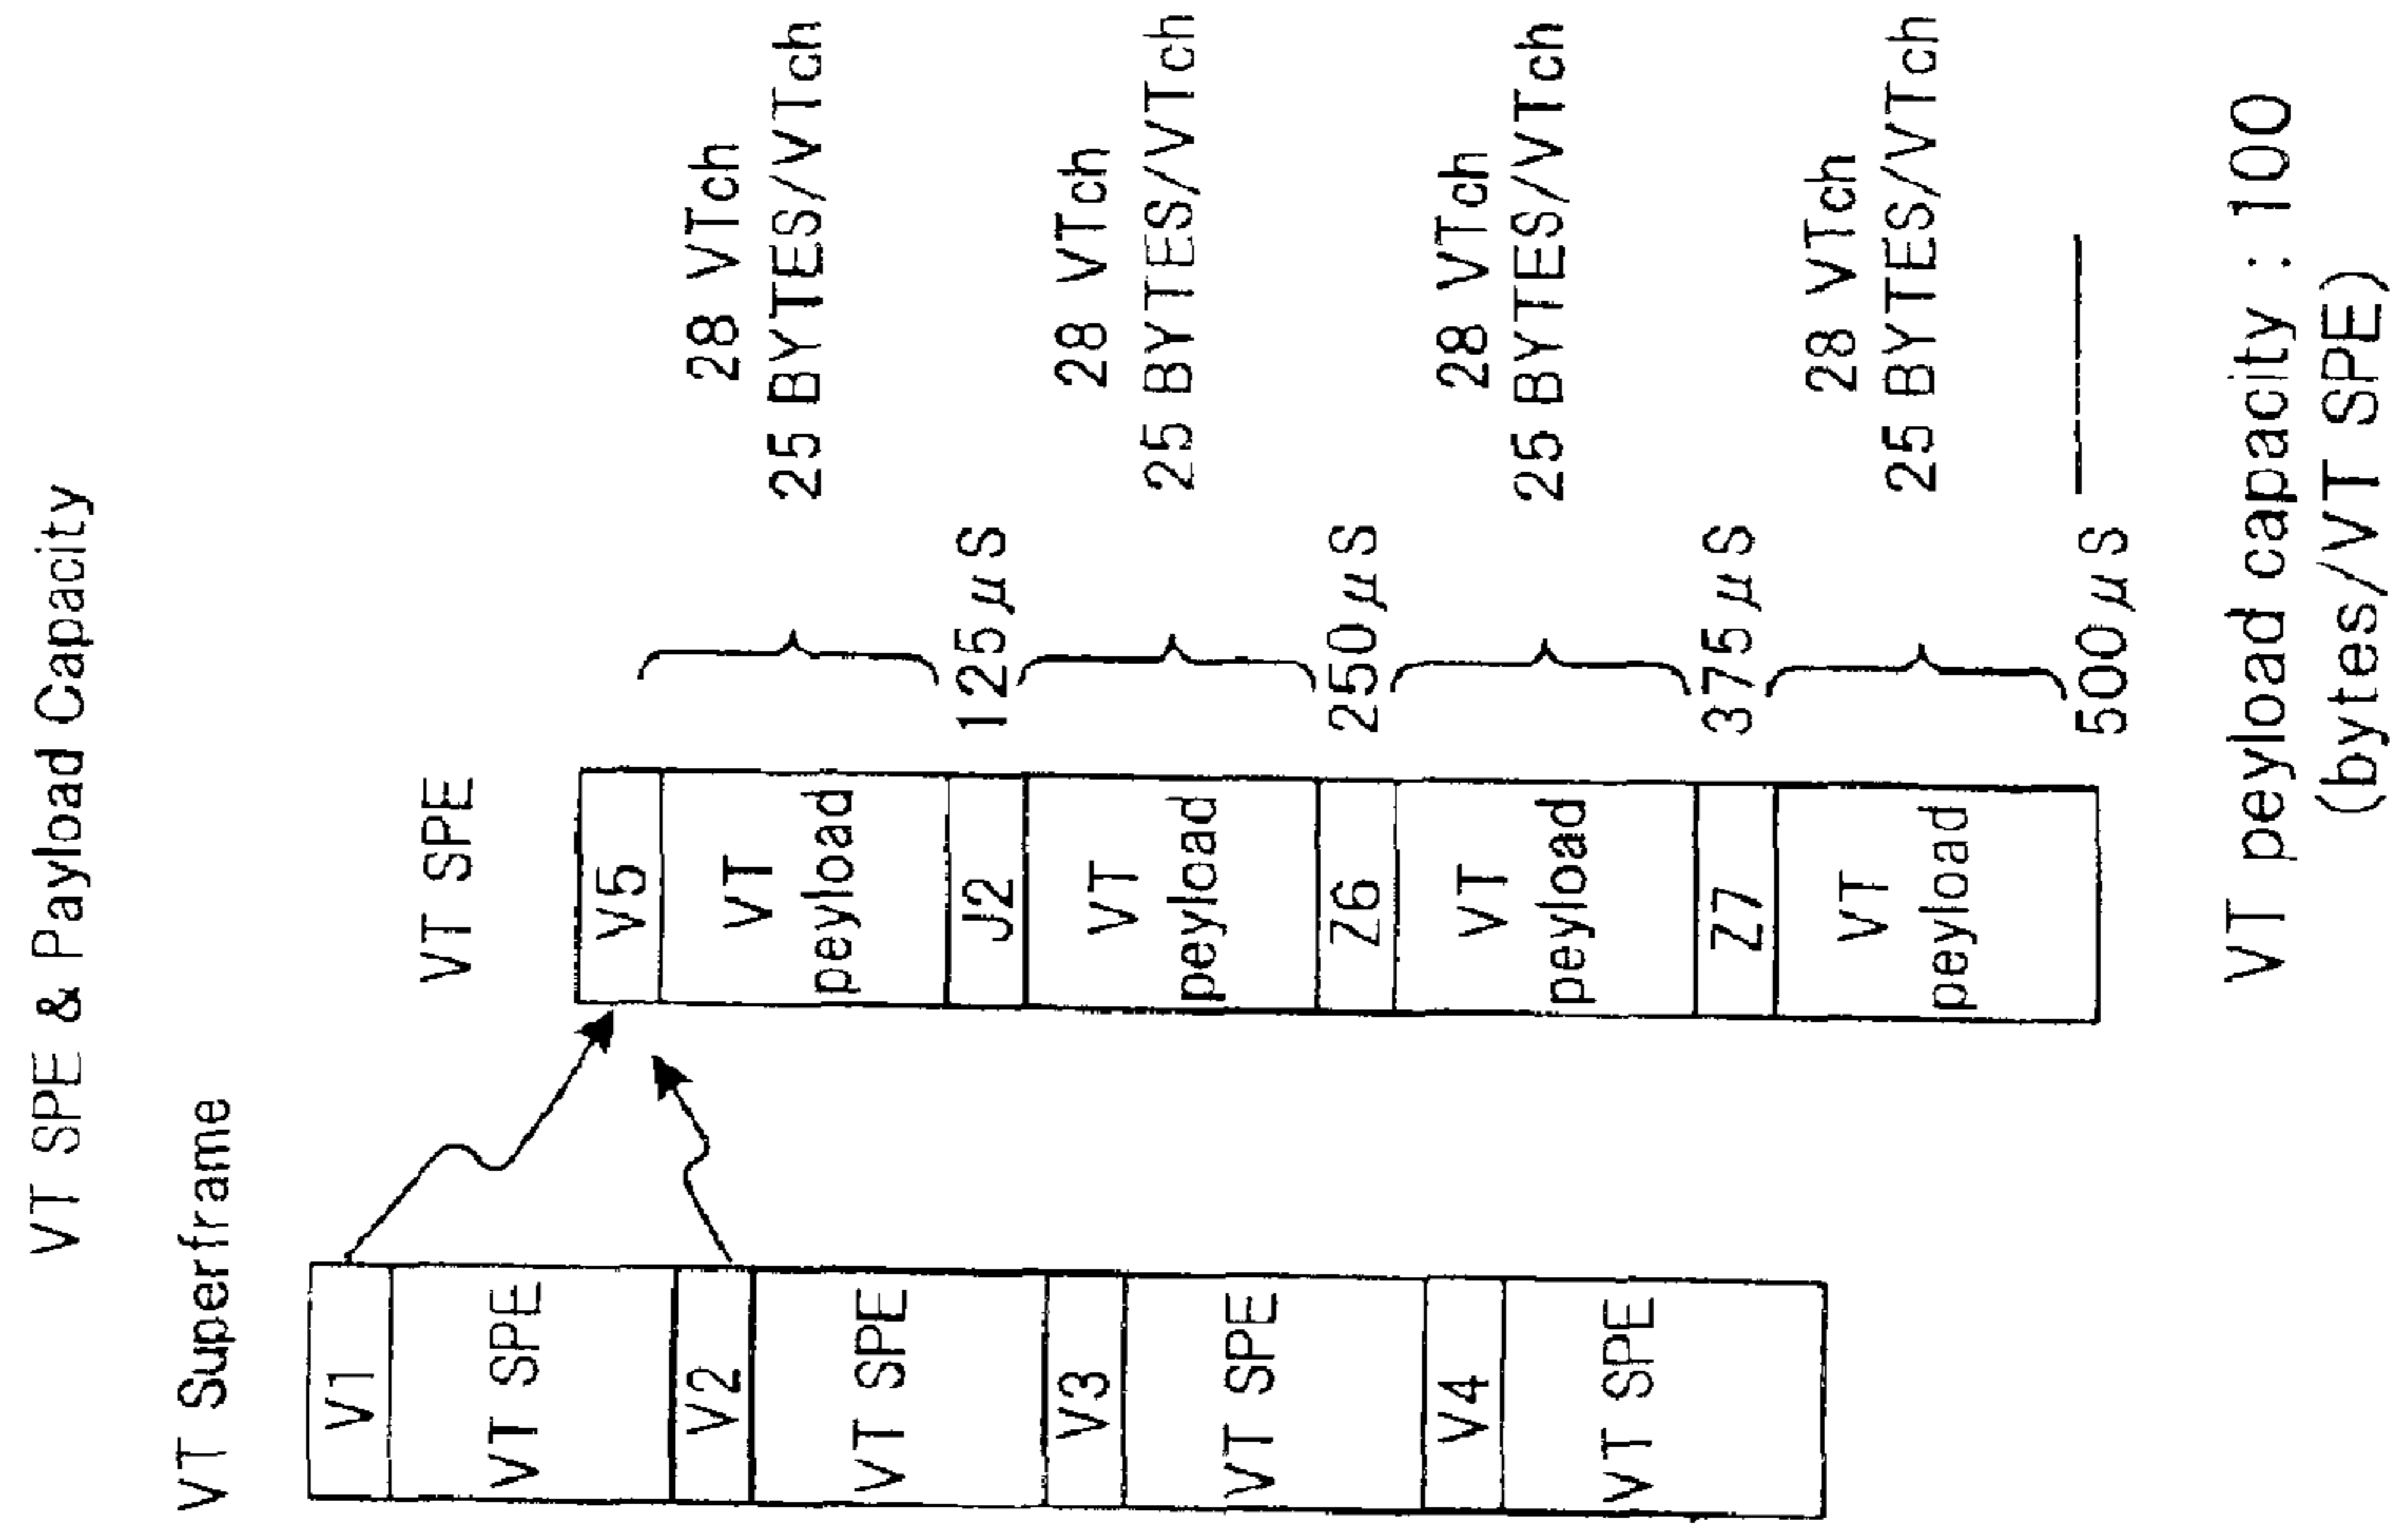 VT SPE & Payload Capacity
VT Superframe
V1
VT SPE
V2
VT SPE
V3
VT SPE
V4
VT SPE
VT SPE
V5
VT
peyload
J2
VT
peyload
Z6
VT
peyload
Z7
VT
peyload
28 VTch
25 BYTES/VTch
125μS
28 VTch
25 BYTES/VTch
250μS
28 VTch
25 BYTES/VTch
375μS
28 VTch
25 BYTES/VTch
500μS
VT peyload capacity : 100
(bytes/VT SPE)